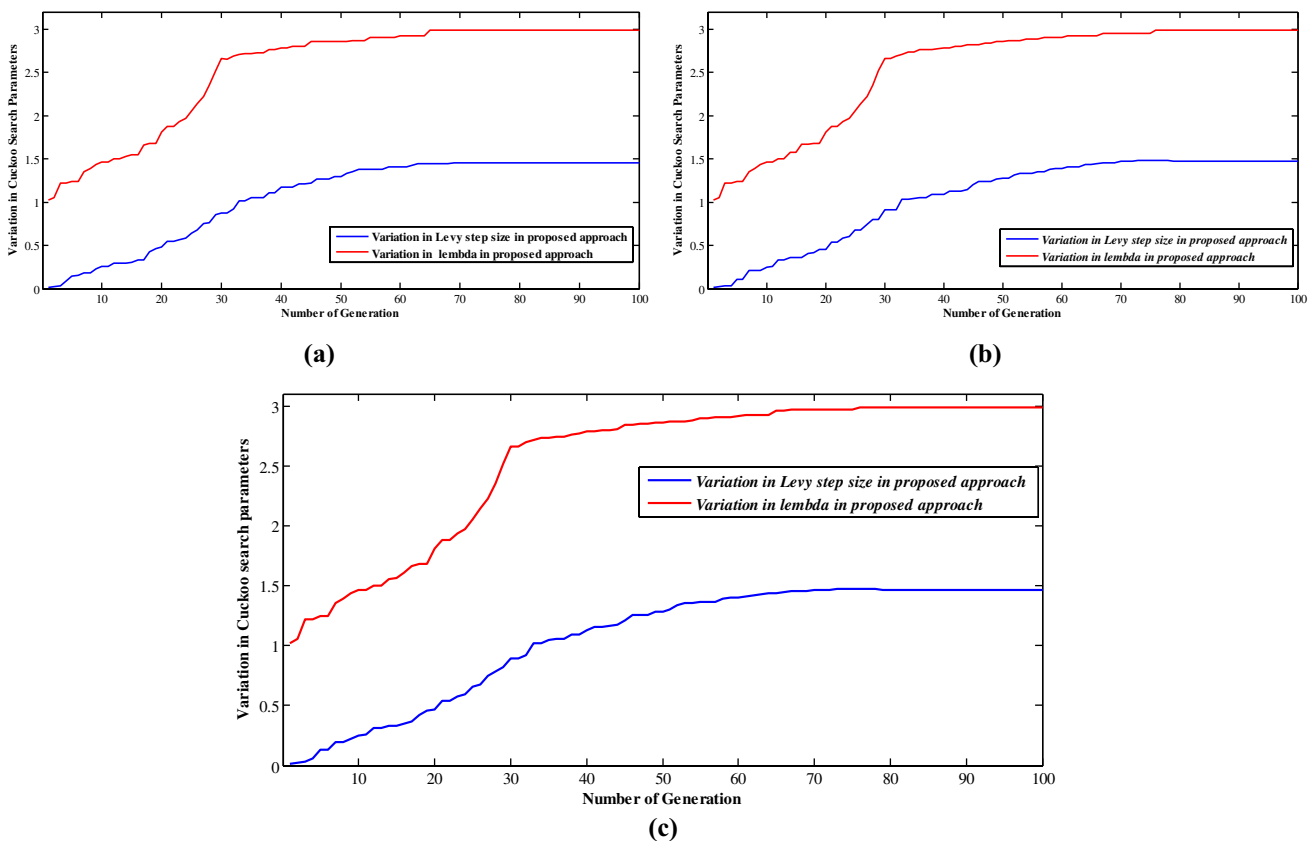 3
2.5
2
1.5
1
0.5
0
Variation in Cuckoo Search Parameters
Variation in Levy step size in proposed approach
Variation in lembda in proposed approach
10 20 30 40 50 60 70 80 90 100
Number of Generation
(a)
3
2.5
2
1.5
1
0.5
0
Variation in Cuckoo Search Parameters
Variation in Levy step size in proposed approach
Variation in lembda in proposed approach
10 20 30 40 50 60 70 80 90 100
Number of Generation
(b)
3
2.5
2
1.5
1
0.5
0
Variation in Cuckoo search parameters
Variation in Levy step size in proposed approach
Variation in lembda in proposed approach
10 20 30 40 50 60 70 80 90 100
Number of Generation
(c)